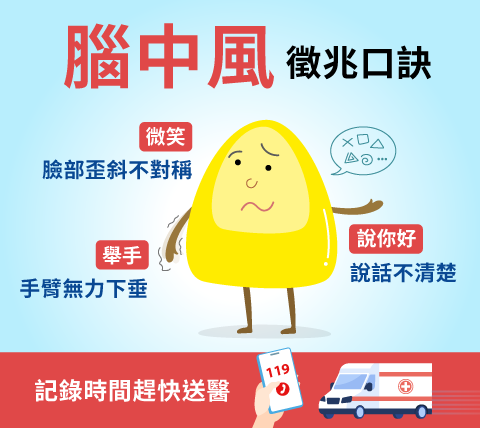 腦中風 徵兆口訣
微笑
臉部歪斜不對稱
舉手
手臂無力下垂
說你好
說話不清楚
記錄時間趕快送醫
119